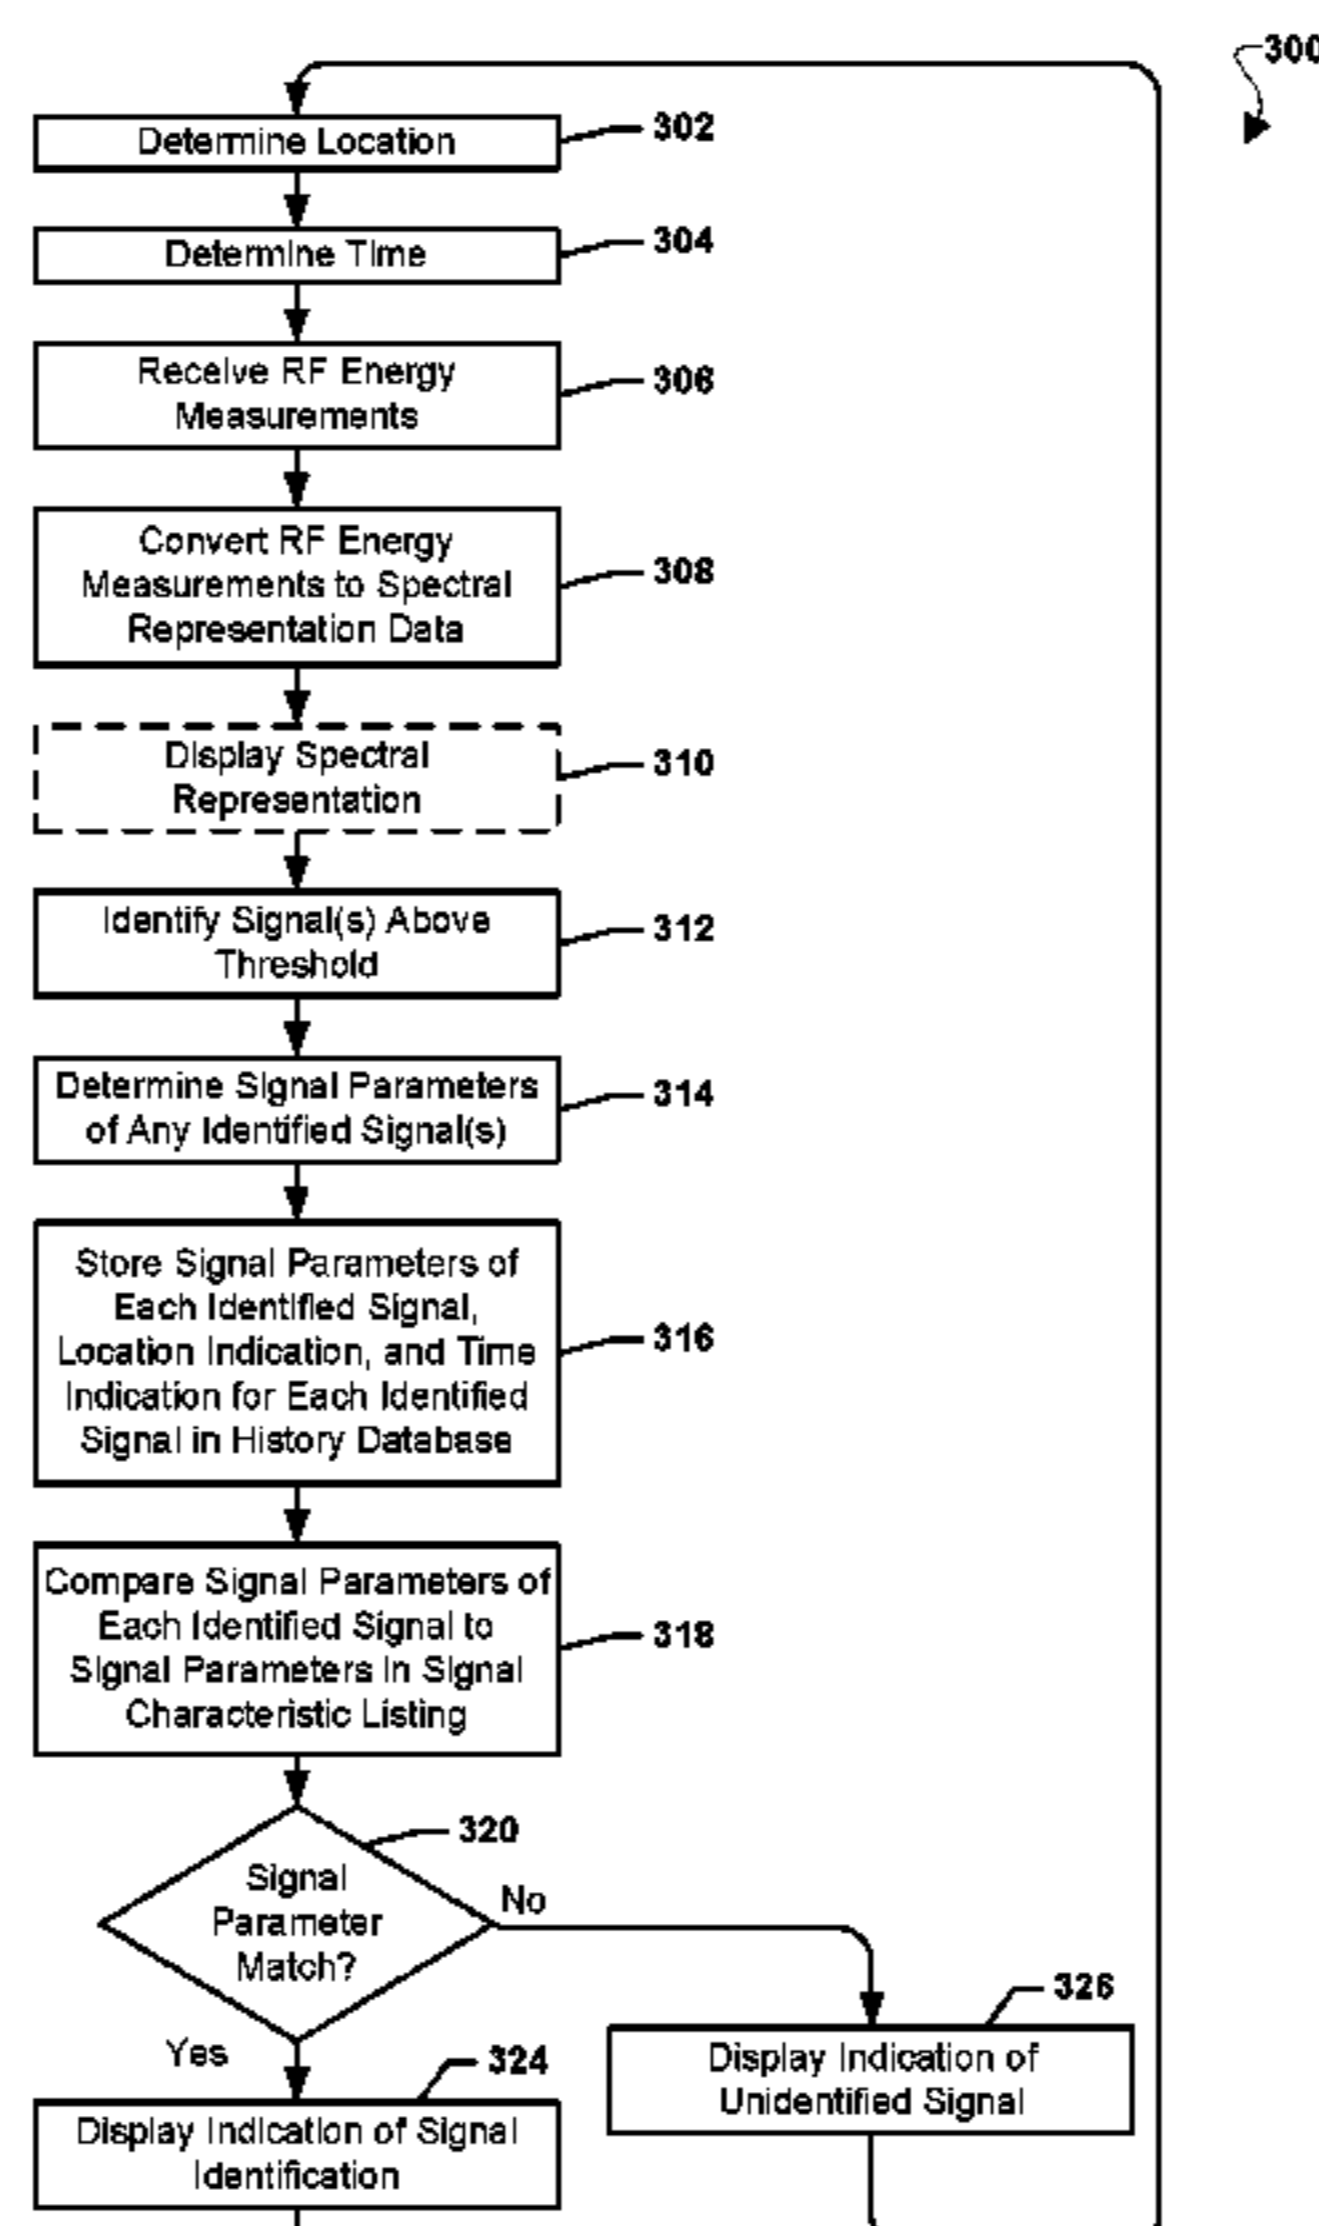 300
Determine Location
302
Determine Time
304
Receive RF Energy
Measurements
306
Convert RF Energy
Measurements to Spectral
Representation Data
308
Display Spectral
Representation
310
Identify Signal(s) Above
Threshold
312
Determine Signal Parameters
of Any Identified Signal(s)
314
Store Signal Parameters of
Each Identified Signal,
Location Indication, and Time
Indication for Each Identified
Signal in History Database
316
Compare Signal Parameters of
Each Identified Signal to
Signal Parameters in Signal
Characteristic Listing
318
320
Signal
Parameter
Match?
No
Yes
326
Display Indication of
Unidentified Signal
324
Display Indication of Signal
Identification